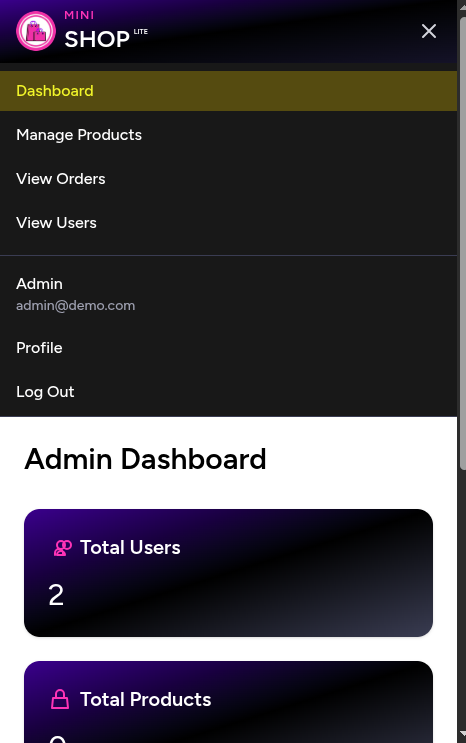 MINI
SHOP LITE
Dashboard
Manage Products
View Orders
View Users
Admin
admin@demo.com
Profile
Log Out
Admin Dashboard
Total Users
2
Total Products